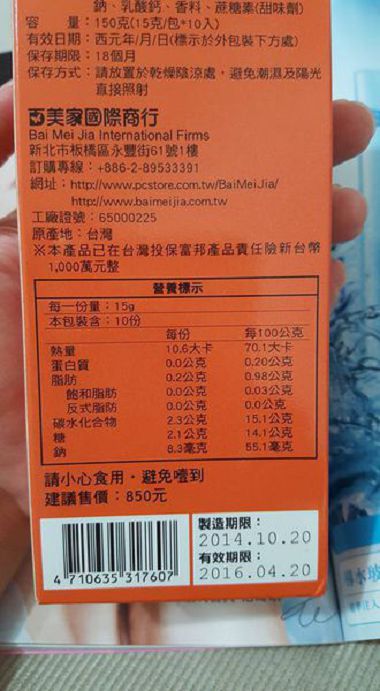 鈉、乳酸鈣、香料、蔗糖素(甜味劑)
容　　量：150克(15克/包*10入)
有效日期：西元年/月/日(標示於外包裝下方處)
保存期限：18個月
保存方式：請放置於乾燥陰涼處，避免潮濕及陽光
直接照射
百美家國際商行
Bai Mei Jia International Firms
新北市板橋區永豐街61號1樓
訂購專線：+886-2-89533391
網址：http://www.pcstore.com.tw/BaiMeiJia/
http://www.baimeijia.com.tw
工廠證號：65000225
原產地：台灣
※本產品已在台灣投保富邦產品責任險新台幣
1,000萬元整
營養標示
每一份量：15g
本包裝含：10份
每份 每100公克
熱量 10.6大卡 70.1大卡
蛋白質 0.0公克 0.20公克
脂肪 0.2公克 0.98公克
飽和脂肪 0.0公克 0.03公克
反式脂肪 0.0公克 0.0公克
碳水化合物 2.3公克 15.1公克
糖 2.1公克 14.1公克
鈉 8.3毫克 55.1毫克
請小心食用，避免噎到
建議售價：850元
製造期限：
2014.10.20
有效期限：
2016.04.20
4 710635 317607
水玻